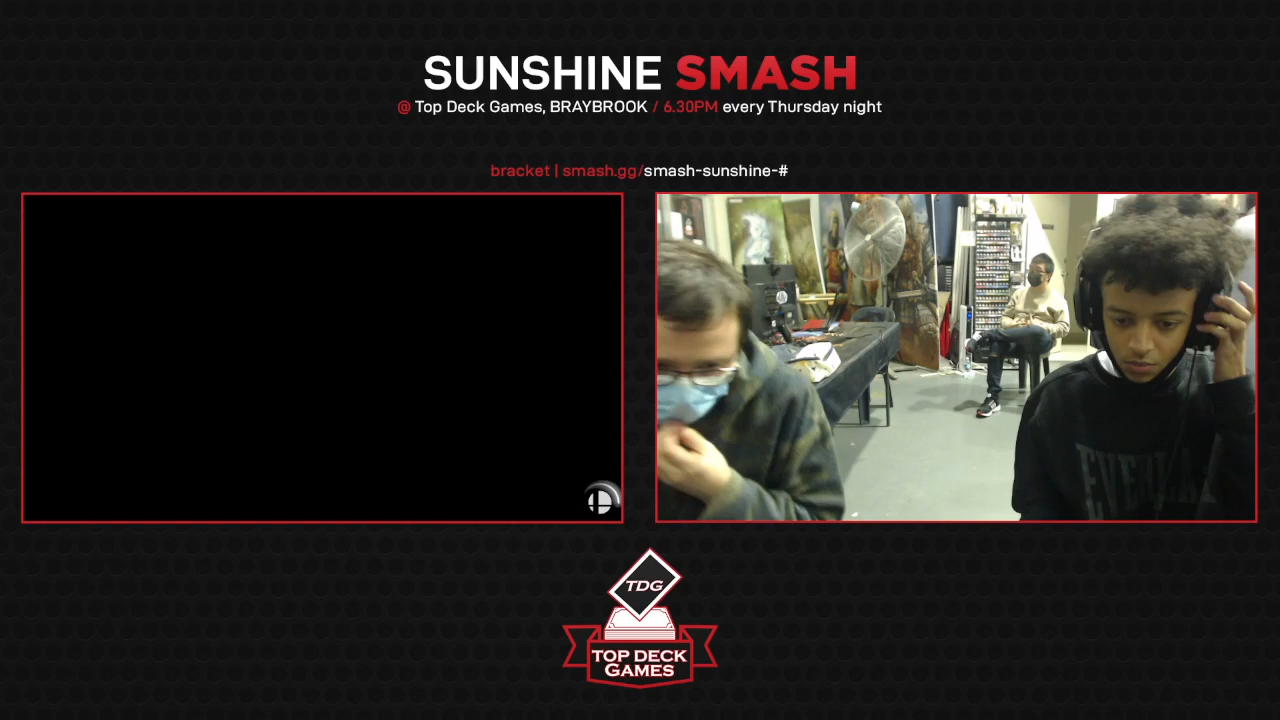 SUNSHINE SMASH
@ Top Deck Games, BRAYBROOK / 6.30PM every Thursday night
bracket | smash.gg/smash-sunshine-#
TDG
TOP DECK
GAMES